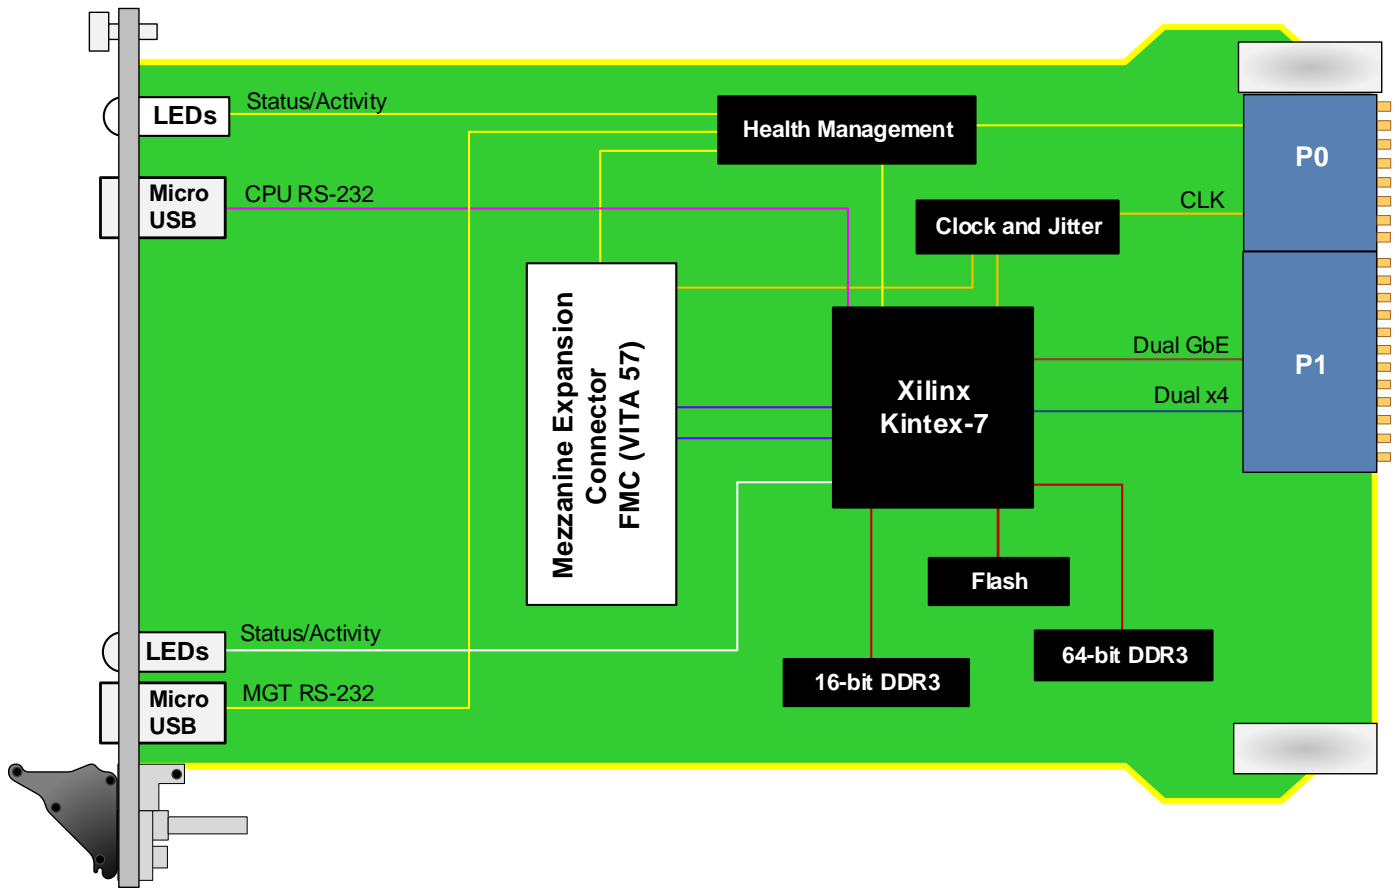 LEDs
Status/Activity
Health Management
P0
Micro
USB
CPU RS-232
CLK
Clock and Jitter
Mezzanine Expansion
Connector
FMC (VITA 57)
Xilinx
Kintex-7
Dual GbE
Dual x4
P1
Flash
LEDs
Status/Activity
64-bit DDR3
16-bit DDR3
Micro
USB
MGT RS-232